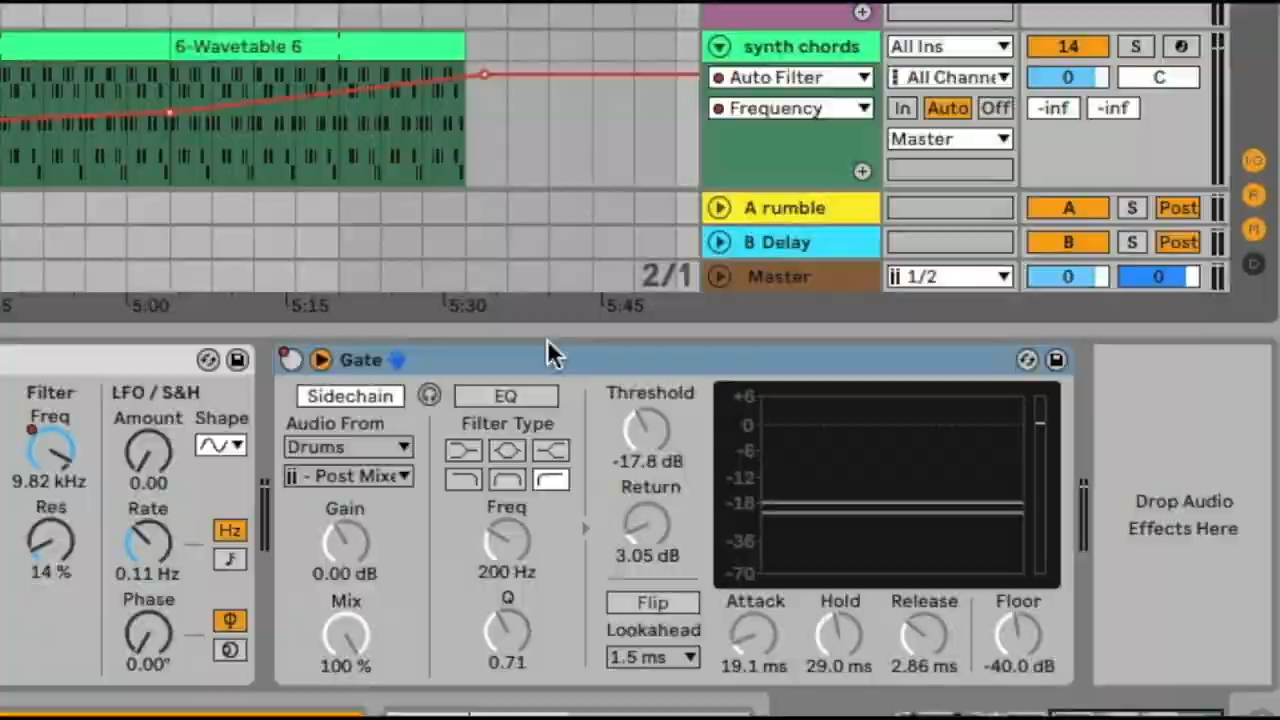 6-Wavetable 6
synth chords
All Ins
14
S
Auto Filter
All Channe
0
C
Frequency
In
Auto
Off
-inf
-inf
Master
A rumble
A
S
Post
B Delay
B
S
Post
2/1
Master
1/2
0
0
5:00
5:15
5:30
5:45
Filter
Freq
9.82 kHz
Res
14 %
LFO / S&H
Amount
Shape
0.00
Rate
Hz
0.11 Hz
Phase
0.00°
Gate
Sidechain
EQ
Audio From
Drums
- Post Mixe
Gain
0.00 dB
Mix
100 %
Filter Type
Freq
200 Hz
Q
0.71
Threshold
-17.8 dB
Return
3.05 dB
Flip
Lookahead
1.5 ms
+6
0
-6
-12
-18
-36
-70
Attack
Hold
Release
Floor
19.1 ms
29.0 ms
2.86 ms
-40.0 dB
Drop Audio
Effects Here